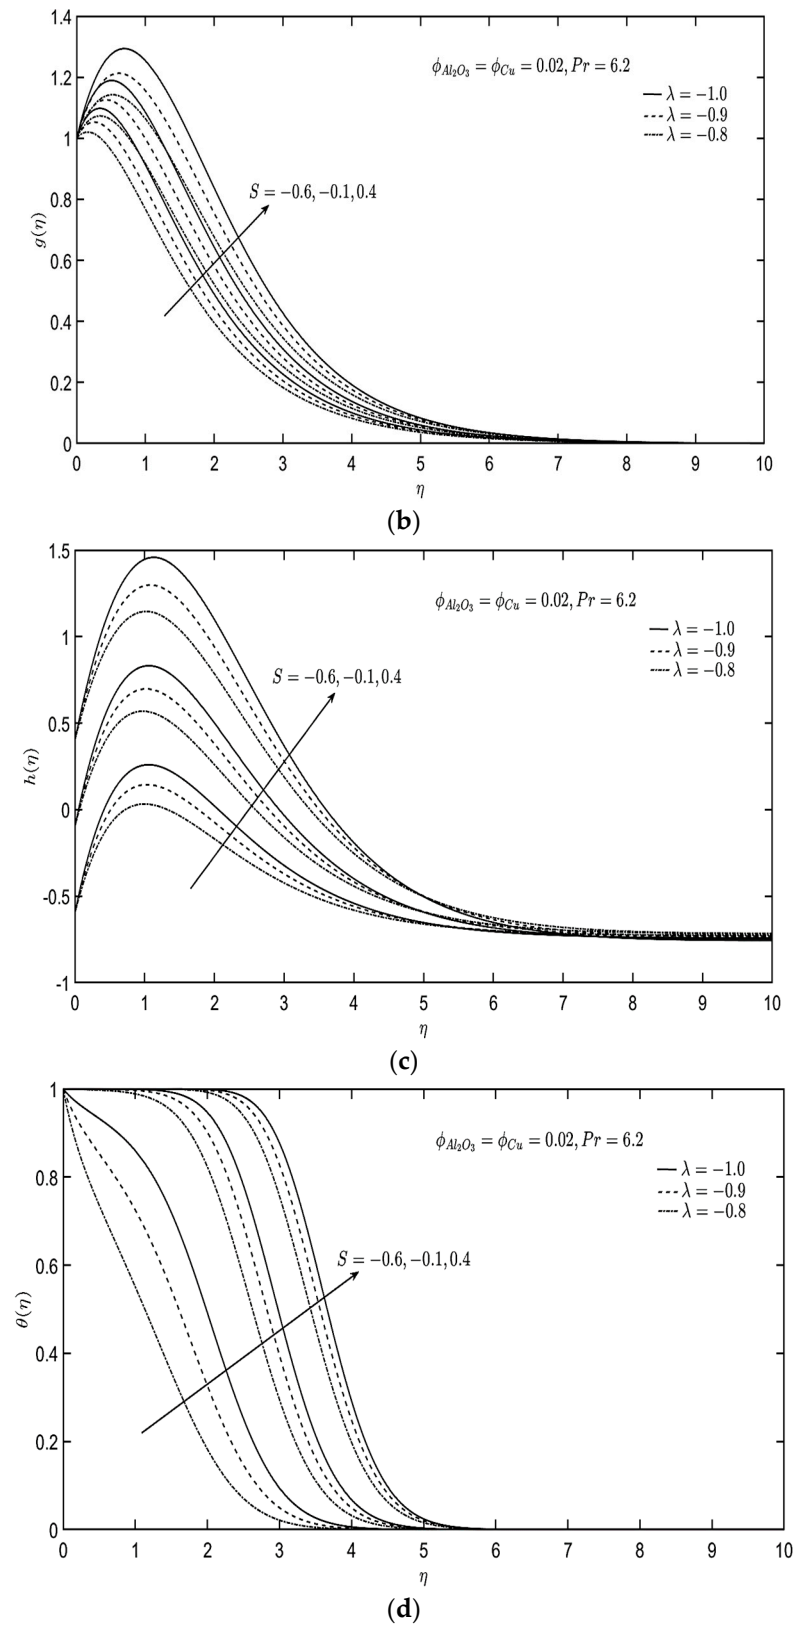 1.4
1.2
1
0.8
0.6
0.4
0.2
0
g(η)
ϕAl₂O₃ = ϕCu = 0.02, Pr = 6.2
λ = −1.0
λ = −0.9
λ = −0.8
S = −0.6, −0.1, 0.4
0 1 2 3 4 5 6 7 8 9 10
η
(b)
1.5
1
0.5
0
-0.5
-1
h(η)
ϕAl₂O₃ = ϕCu = 0.02, Pr = 6.2
λ = −1.0
λ = −0.9
λ = −0.8
S = −0.6, −0.1, 0.4
0 1 2 3 4 5 6 7 8 9 10
η
(c)
1
0.8
0.6
0.4
0.2
0
θ(η)
ϕAl₂O₃ = ϕCu = 0.02, Pr = 6.2
λ = −1.0
λ = −0.9
λ = −0.8
S = −0.6, −0.1, 0.4
0 1 2 3 4 5 6 7 8 9 10
η
(d)